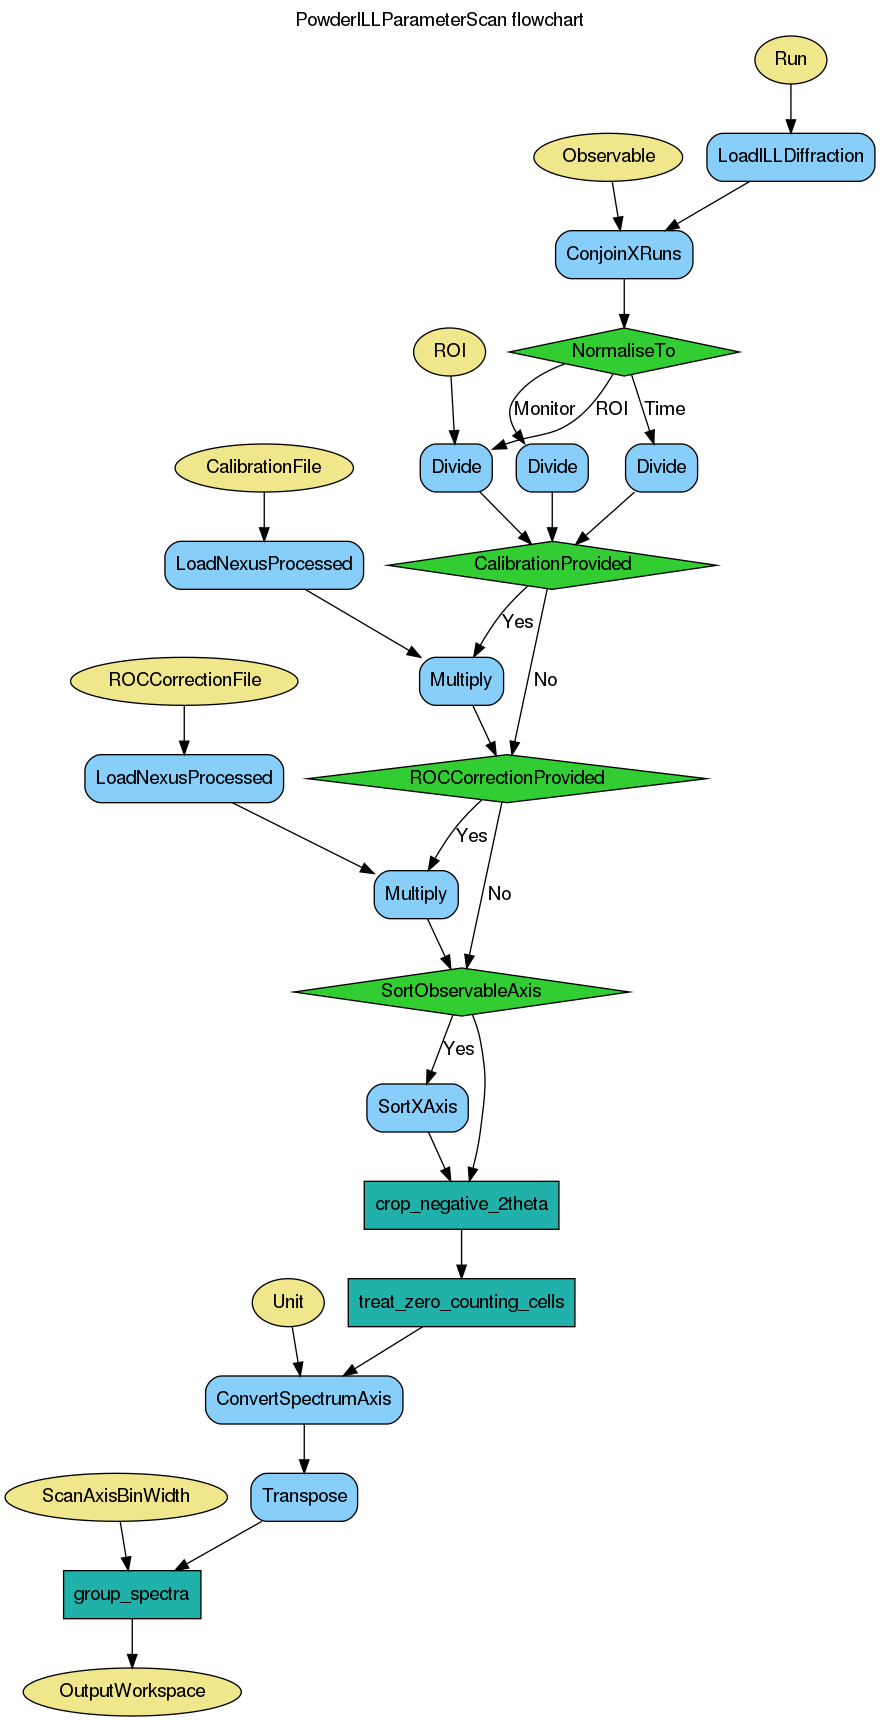 PowderILLParameterScan flowchart
Run
Observable
LoadILLDiffraction
ConjoinXRuns
ROI
NormaliseTo
Monitor
ROI
Time
CalibrationFile
Divide
Divide
Divide
LoadNexusProcessed
CalibrationProvided
Yes
ROCCorrectionFile
Multiply
No
LoadNexusProcessed
ROCCorrectionProvided
Yes
Multiply
No
SortObservableAxis
Yes
SortXAxis
crop_negative_2theta
Unit
treat_zero_counting_cells
ConvertSpectrumAxis
ScanAxisBinWidth
Transpose
group_spectra
OutputWorkspace